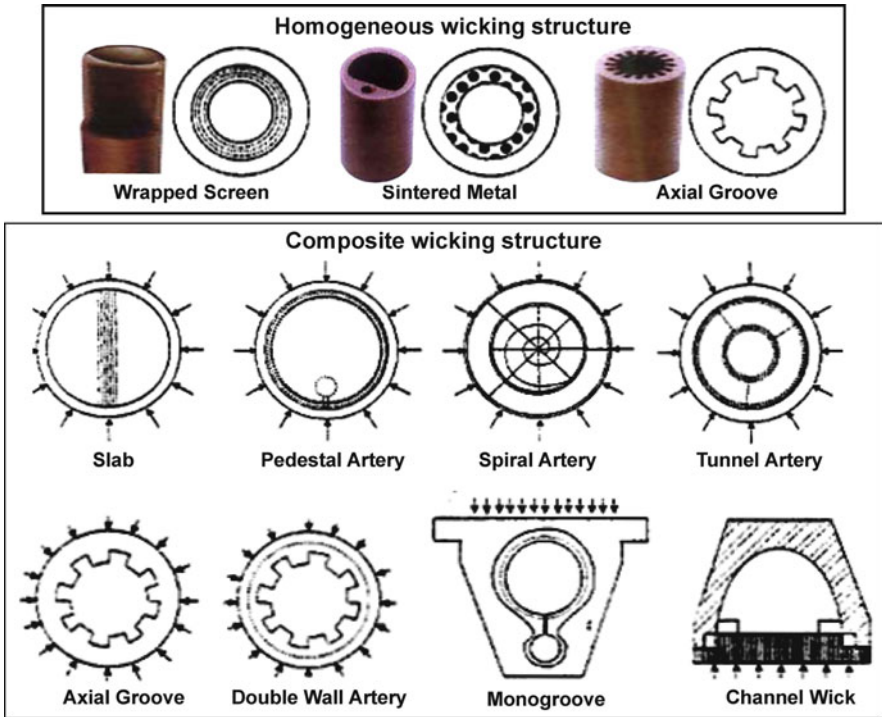 Homogeneous wicking structure
Wrapped Screen
Sintered Metal
Axial Groove
Composite wicking structure
Slab
Pedestal Artery
Spiral Artery
Tunnel Artery
Axial Groove
Double Wall Artery
Monogroove
Channel Wick